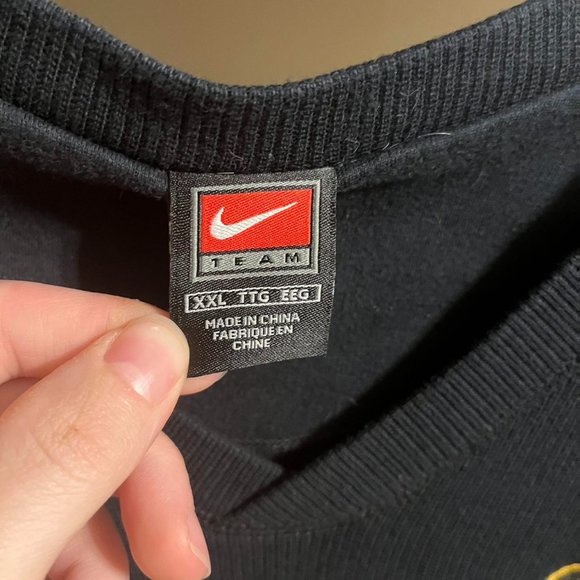 TEAM
XXL TTG EEG
MADE IN CHINA
FABRIQUE EN
CHINE